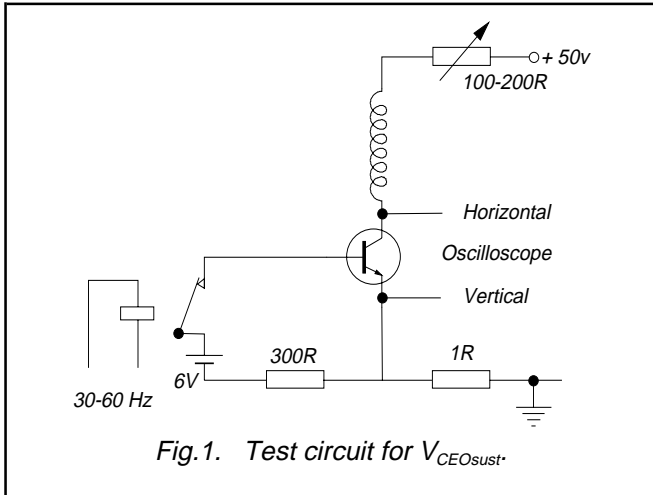 + 50v
100-200R
Horizontal
Oscilloscope
Vertical
300R
1R
6V
30-60 Hz
Fig.1. Test circuit for VCEOsust.